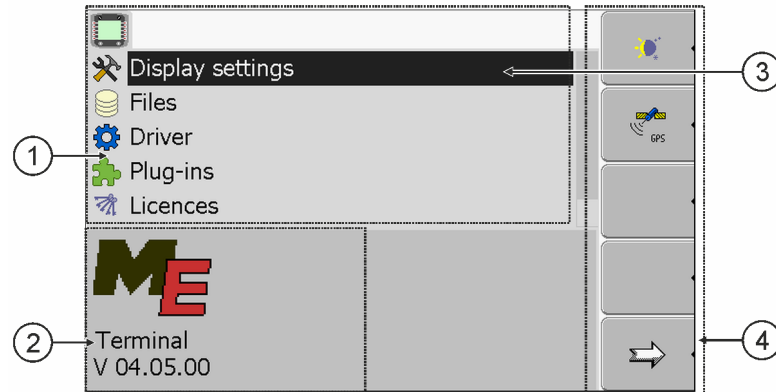 Display settings
Files
Driver
Plug-ins
Licences
ME
Terminal
V 04.05.00
GPS
1
2
3
4